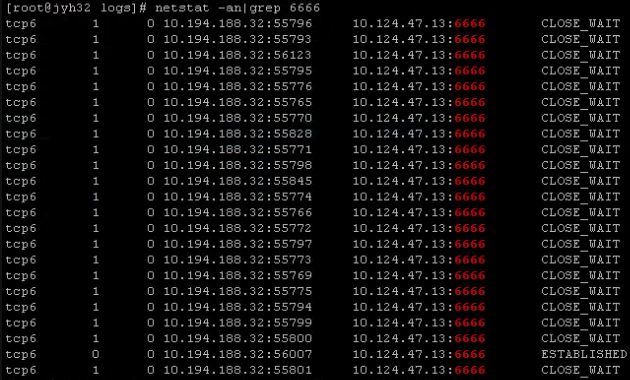 [root@jyh32 logs]# netstat -an|grep 6666
tcp6 1 0 10.194.188.32:55796 10.124.47.13:6666 CLOSE_WAIT
tcp6 1 0 10.194.188.32:55793 10.124.47.13:6666 CLOSE_WAIT
tcp6 1 0 10.194.188.32:56123 10.124.47.13:6666 CLOSE_WAIT
tcp6 1 0 10.194.188.32:55795 10.124.47.13:6666 CLOSE_WAIT
tcp6 1 0 10.194.188.32:55776 10.124.47.13:6666 CLOSE_WAIT
tcp6 1 0 10.194.188.32:55765 10.124.47.13:6666 CLOSE_WAIT
tcp6 1 0 10.194.188.32:55770 10.124.47.13:6666 CLOSE_WAIT
tcp6 1 0 10.194.188.32:55828 10.124.47.13:6666 CLOSE_WAIT
tcp6 1 0 10.194.188.32:55771 10.124.47.13:6666 CLOSE_WAIT
tcp6 1 0 10.194.188.32:55798 10.124.47.13:6666 CLOSE_WAIT
tcp6 1 0 10.194.188.32:55845 10.124.47.13:6666 CLOSE_WAIT
tcp6 1 0 10.194.188.32:55774 10.124.47.13:6666 CLOSE_WAIT
tcp6 1 0 10.194.188.32:55766 10.124.47.13:6666 CLOSE_WAIT
tcp6 1 0 10.194.188.32:55772 10.124.47.13:6666 CLOSE_WAIT
tcp6 1 0 10.194.188.32:55797 10.124.47.13:6666 CLOSE_WAIT
tcp6 1 0 10.194.188.32:55773 10.124.47.13:6666 CLOSE_WAIT
tcp6 1 0 10.194.188.32:55769 10.124.47.13:6666 CLOSE_WAIT
tcp6 1 0 10.194.188.32:55775 10.124.47.13:6666 CLOSE_WAIT
tcp6 1 0 10.194.188.32:55794 10.124.47.13:6666 CLOSE_WAIT
tcp6 1 0 10.194.188.32:55799 10.124.47.13:6666 CLOSE_WAIT
tcp6 1 0 10.194.188.32:55800 10.124.47.13:6666 CLOSE_WAIT
tcp6 0 0 10.194.188.32:56007 10.124.47.13:6666 ESTABLISHED
tcp6 1 0 10.194.188.32:55801 10.124.47.13:6666 CLOSE_WAIT